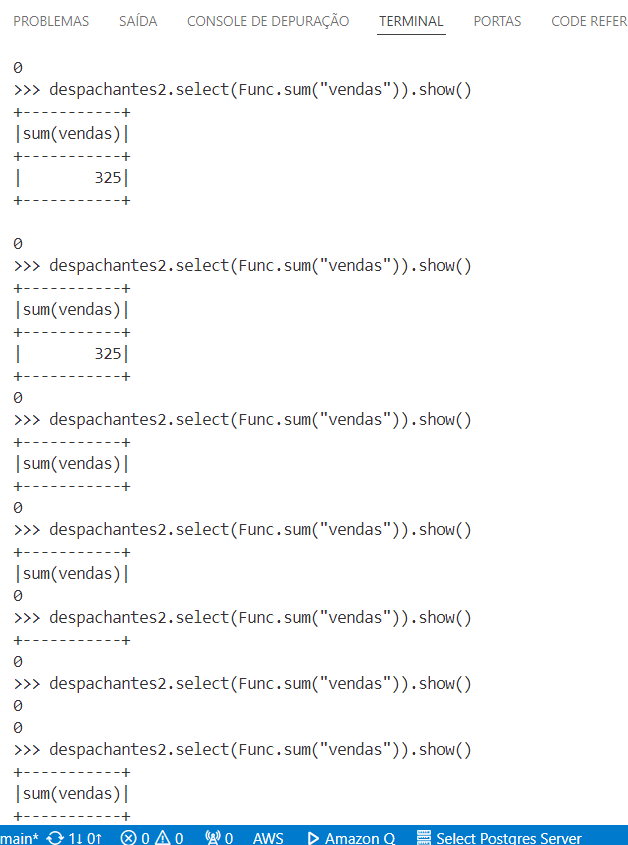 PROBLEMAS SAÍDA CONSOLE DE DEPURAÇÃO TERMINAL PORTAS CODE REFER
0
>>> despachantes2.select(Func.sum("vendas")).show()
+-----------+
|sum(vendas)|
+-----------+
|        325|
+-----------+
0
>>> despachantes2.select(Func.sum("vendas")).show()
+-----------+
|sum(vendas)|
+-----------+
|        325|
+-----------+
0
>>> despachantes2.select(Func.sum("vendas")).show()
+-----------+
|sum(vendas)|
+-----------+
0
>>> despachantes2.select(Func.sum("vendas")).show()
+-----------+
|sum(vendas)|
0
>>> despachantes2.select(Func.sum("vendas")).show()
+-----------+
0
>>> despachantes2.select(Func.sum("vendas")).show()
0
0
>>> despachantes2.select(Func.sum("vendas")).show()
+-----------+
|sum(vendas)|
+-----------+
main* 1↓ 0↑ 0 0 0 AWS Amazon Q Select Postgres Server